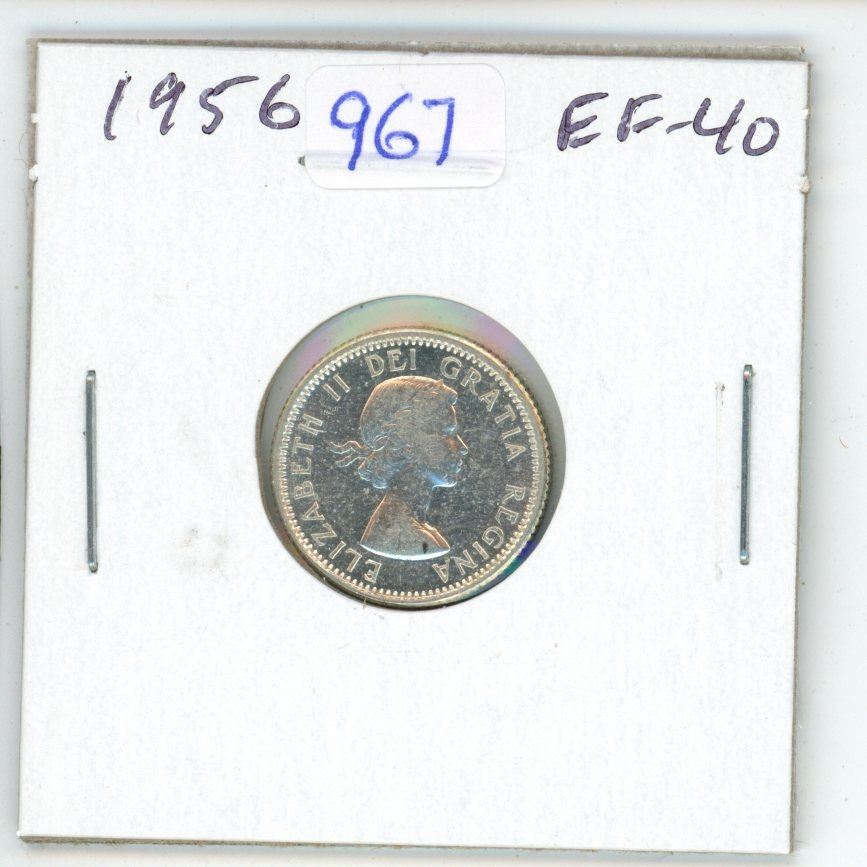 1956 967 EF-40
ELIZABETH II DEI GRATIA REGINA